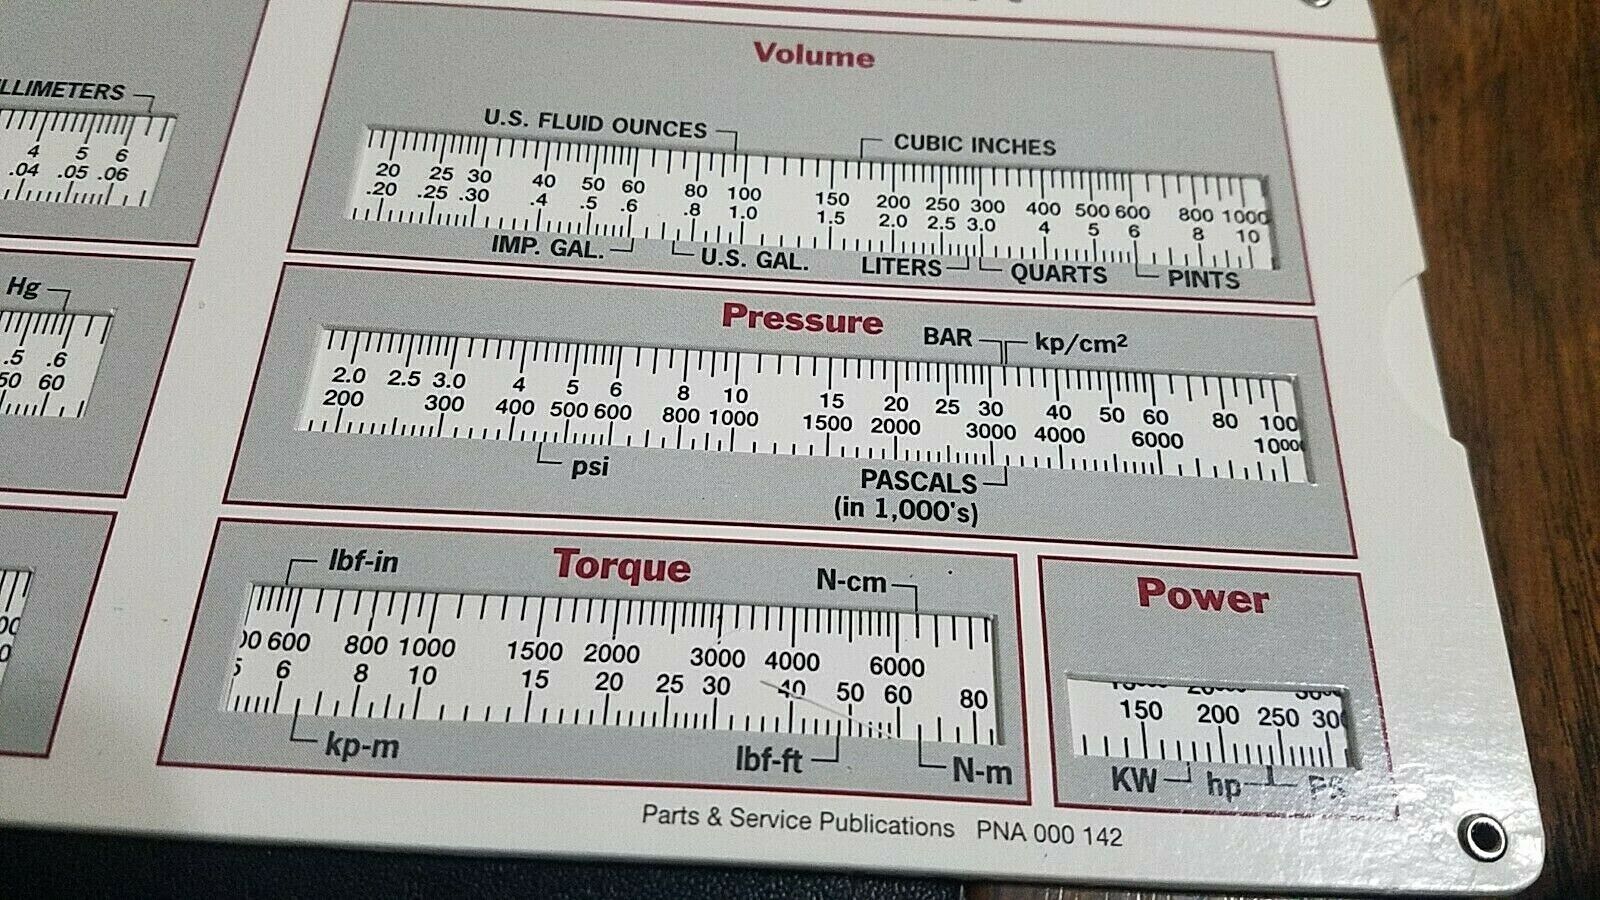 Volume
LLIMETERS
U.S. FLUID OUNCES
CUBIC INCHES
4 5 6
.04 .05 .06
20 25 30 40 50 60 80 100 150 200 250 300 400 500 600 800 1000
.20 .25 .30 .4 .5 .6 .8 1.0 1.5 2.0 2.5 3.0 4 5 6 8 10
IMP. GAL. U.S. GAL. LITERS QUARTS PINTS
Hg
.5 .6
50 60
Pressure
BAR kp/cm²
2.0 2.5 3.0 4 5 6 8 10 15 20 25 30 40 50 60 80 100
200 300 400 500 600 800 1000 1500 2000 3000 4000 6000 1000
psi
PASCALS
(in 1,000's)
Torque
lbf-in
N-cm
600 800 1000 1500 2000 3000 4000 6000
6 8 10 15 20 25 30 40 50 60 80
kp-m
lbf-ft
N-m
Power
150 200 250 30
KW hp PS
Parts & Service Publications PNA 000 142